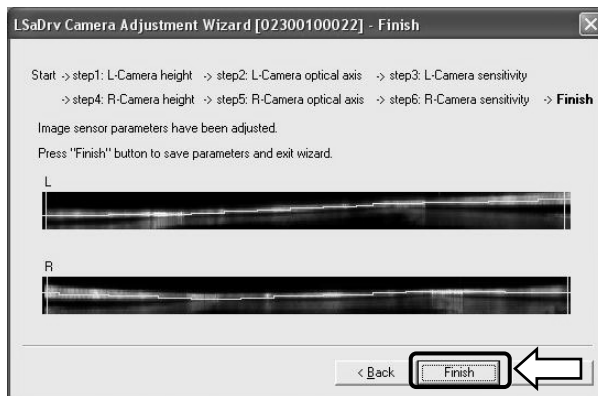 LSaDrv Camera Adjustment Wizard [02300100022] - Finish
Start -> step1: L-Camera height -> step2: L-Camera optical axis -> step3: L-Camera sensitivity
-> step4: R-Camera height -> step5: R-Camera optical axis -> step6: R-Camera sensitivity -> Finish
Image sensor parameters have been adjusted.
Press "Finish" button to save parameters and exit wizard.
L
R
< Back Finish